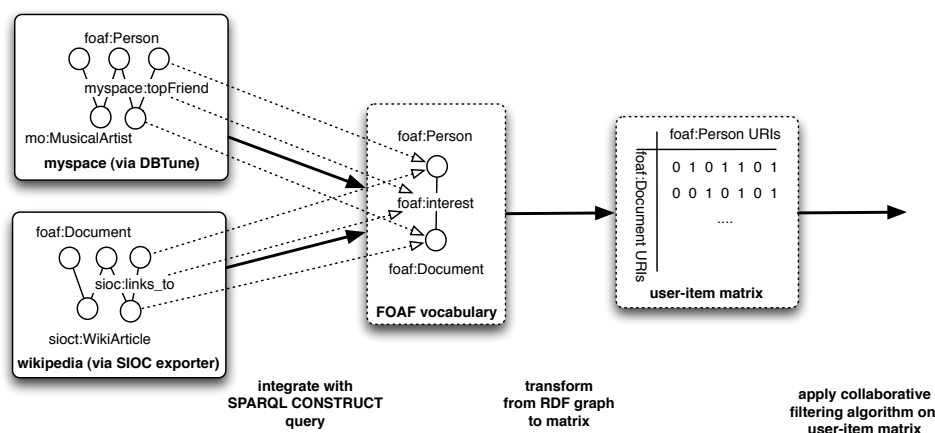 foaf:Person
myspace:topFriend
mo:MusicalArtist
myspace (via DBTune)
foaf:Document
sioc:links_to
sioct:WikiArticle
wikipedia (via SIOC exporter)
foaf:Person
foaf:interest
foaf:Document
FOAF vocabulary
foaf:Person URIs
foaf:Document URIs
0 1 0 1 1 0 1
0 0 1 0 1 0 1
....
user-item matrix
integrate with
SPARQL CONSTRUCT
query
transform
from RDF graph
to matrix
apply collaborative
filtering algorithm on
user-item matrix